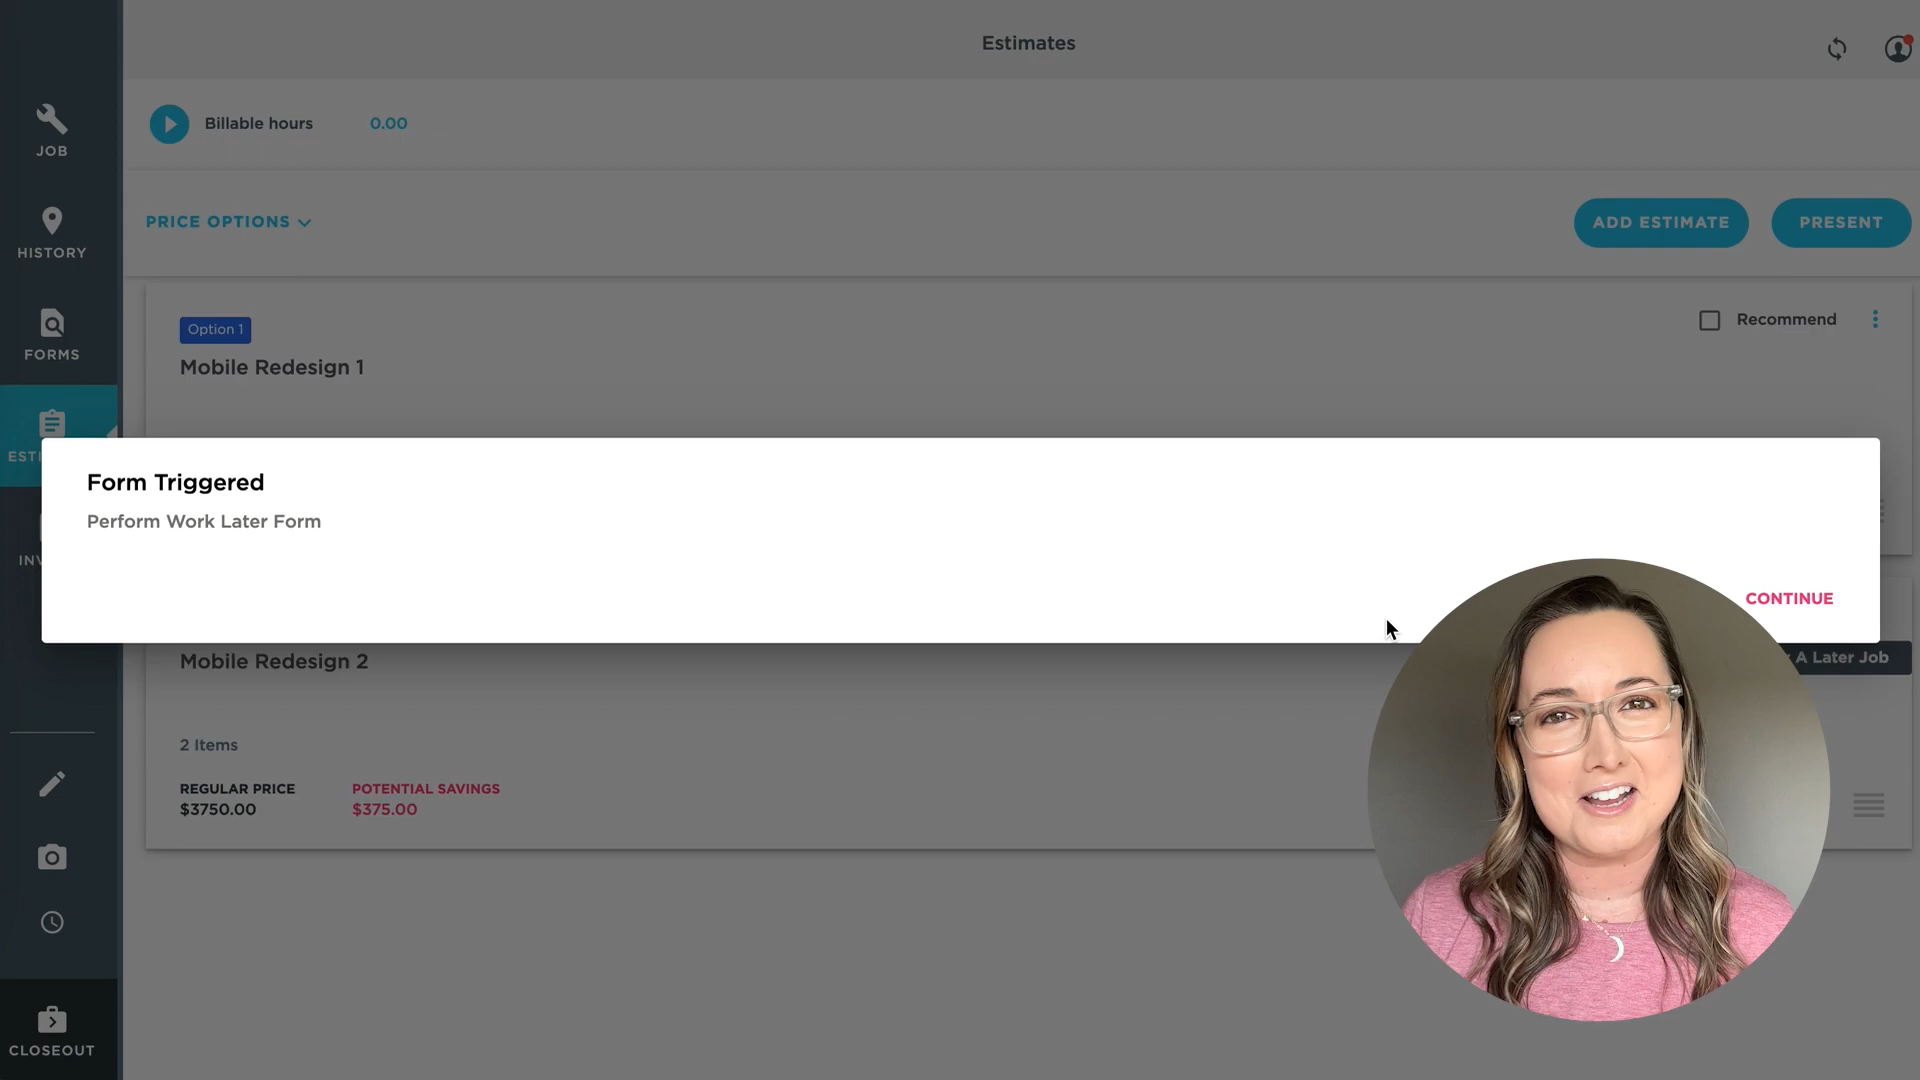 Estimates
JOB
HISTORY
FORMS
ESTI
INV
CLOSEOUT
Billable hours 0.00
PRICE OPTIONS
ADD ESTIMATE
PRESENT
Option 1
Recommend
Mobile Redesign 1
Form Triggered
Perform Work Later Form
CONTINUE
Mobile Redesign 2
A Later Job
2 Items
REGULAR PRICE
$3750.00
POTENTIAL SAVINGS
$375.00